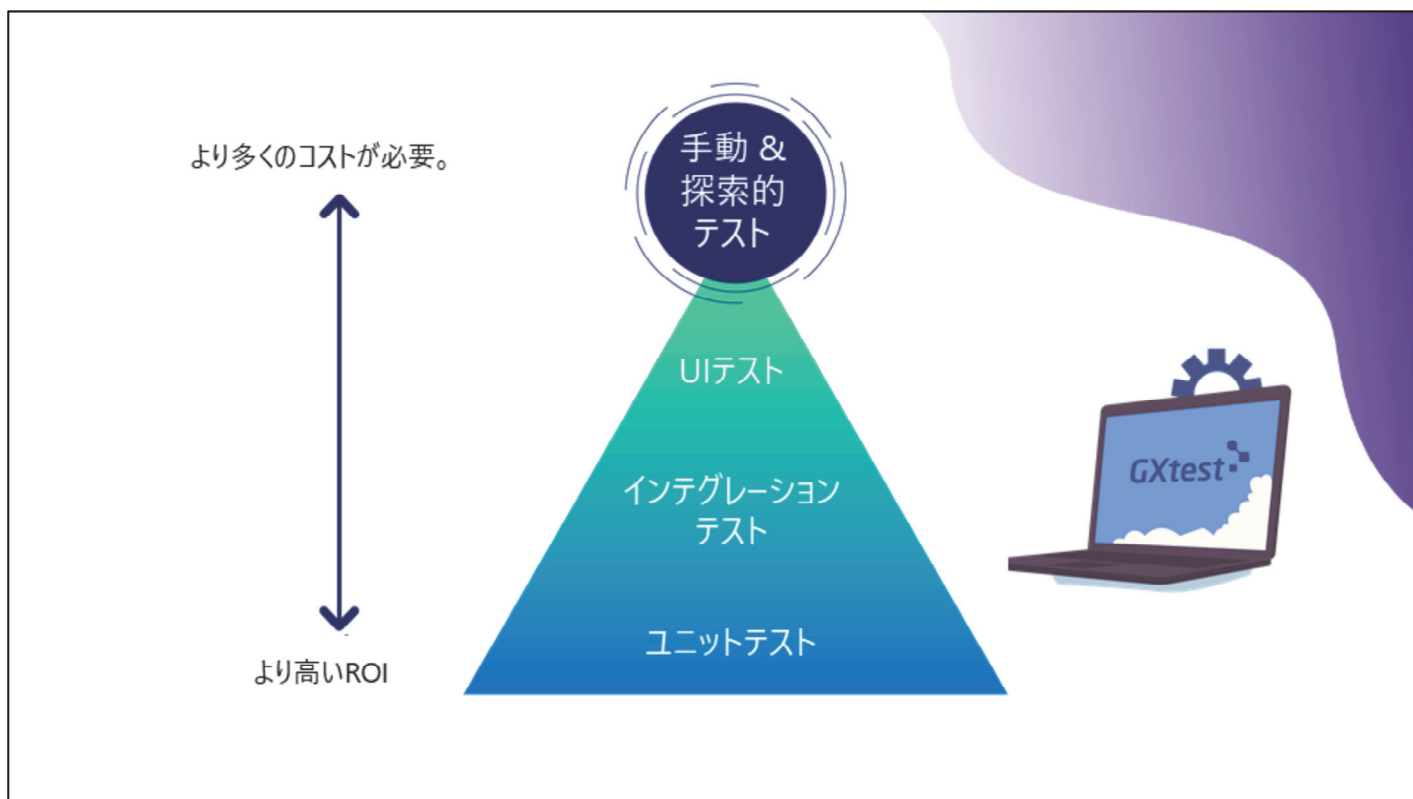 より多くのコストが必要。
手動 &
探索的
テスト
UIテスト
インテグレーション
テスト
ユニットテスト
より高いROI
GXtest